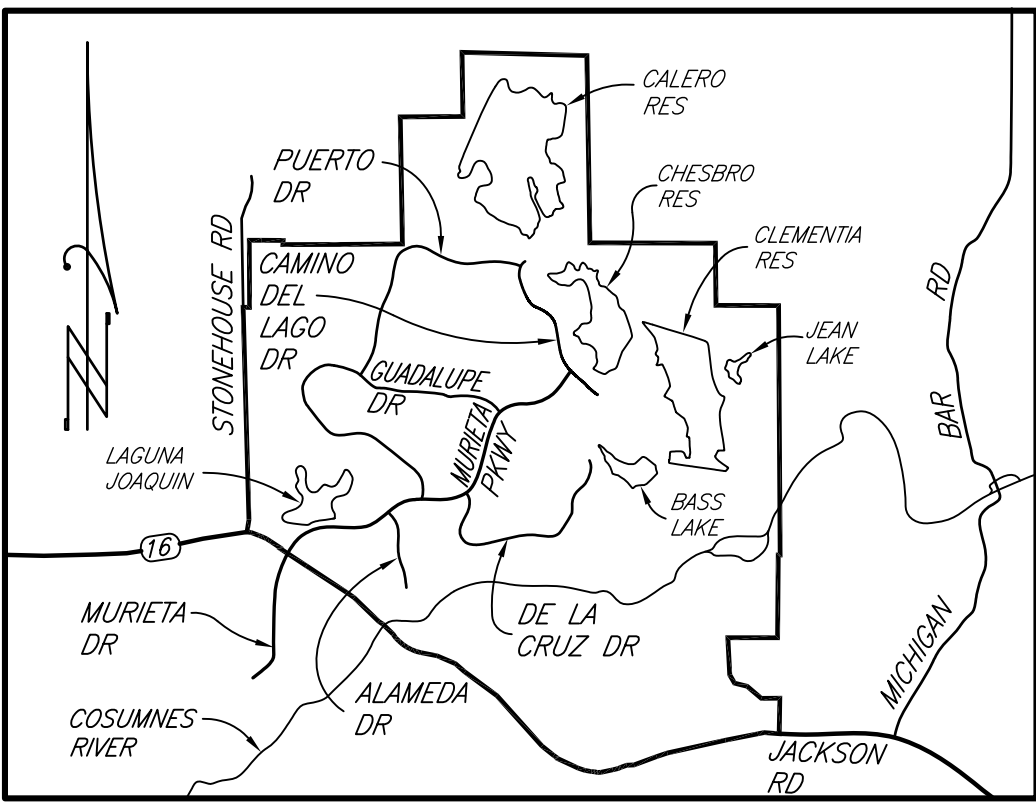 CALERO
RES
PUERTO
DR
CHESBRO
RES
STONEHOUSE RD
CLEMENTIA
RES
CAMINO
DEL
LAGO
DR
RD
JEAN
LAKE
N
GUADALUPE
DR
MURIETA
PKWY
BAR
LAGUNA
JOAQUIN
BASS
LAKE
16
MURIETA
DR
DE LA
CRUZ DR
MICHIGAN
ALAMEDA
DR
COSUMNES
RIVER
JACKSON
RD